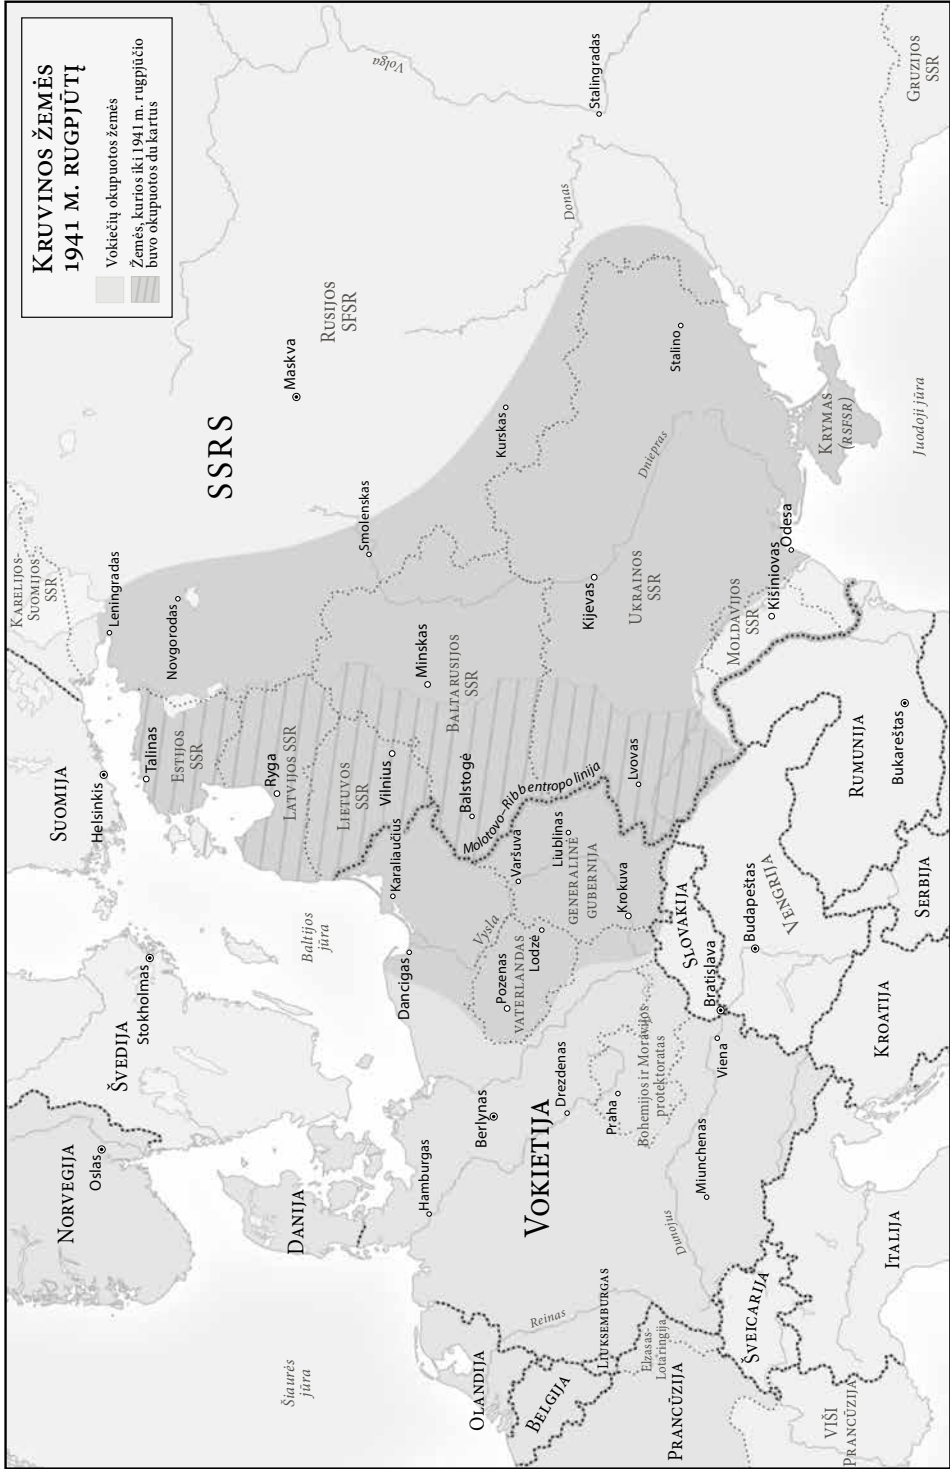 KRUVINOS ŽEMĖS
1941 M. RUGPJŪTĮ
Vokiečių okupuotos žemės
Žemės, kurios iki 1941 m. rugpjūčio
buvo okupuotos du kartus
NORVEGIJA
Oslas
ŠVEDIJA
Stokholmas
SUOMIJA
Helsinkis
KARELIJOS-
SUOMIJOS
SSR
Leningradas
Novgorodas
Talinas
ESTIJOS
SSR
Ryga
LATVIJOS SSR
LIETUVOS
SSR
Vilnius
Karaliaučius
Baltijos
jūra
Šiaurės
jūra
DANIJA
Hamburgas
Dancigas
SSRS
Maskva
RUSIJOS
SFSR
Volga
Stalingradas
Donas
Smolenskas
Minskas
BALTARUSIJOS
SSR
Balstogė
Molotovo–Ribbentropo linija
Kurskas
Stalino
Dniepras
Kijevas
UKRAINOS
SSR
Lvovas
Varšuva
Liublinas
GENERALINĖ
GUBERNIJA
Krokuva
Vysla
Pozenas
Lodzė
VATERLANDAS
Berlynas
VOKIETIJA
Drezdenas
Praha
Bohemijos ir Moravijos
protektoratas
Viena
Miunchenas
Dunojus
Reinas
OLANDIJA
BELGIJA
LIUKSEMBURGAS
Elzasas-
Lotaringija
PRANCŪZIJA
VIŠI
PRANCŪZIJA
ŠVEICARIJA
ITALIJA
SLOVAKIJA
Bratislava
Budapeštas
VENGRIJA
KROATIJA
SERBIJA
RUMUNIJA
Bukareštas
MOLDAVIJOS
SSR
Kišiniovas
Odesa
KRYMAS
(RSFSR)
Juodoji jūra
GRUZIJOS
SSR